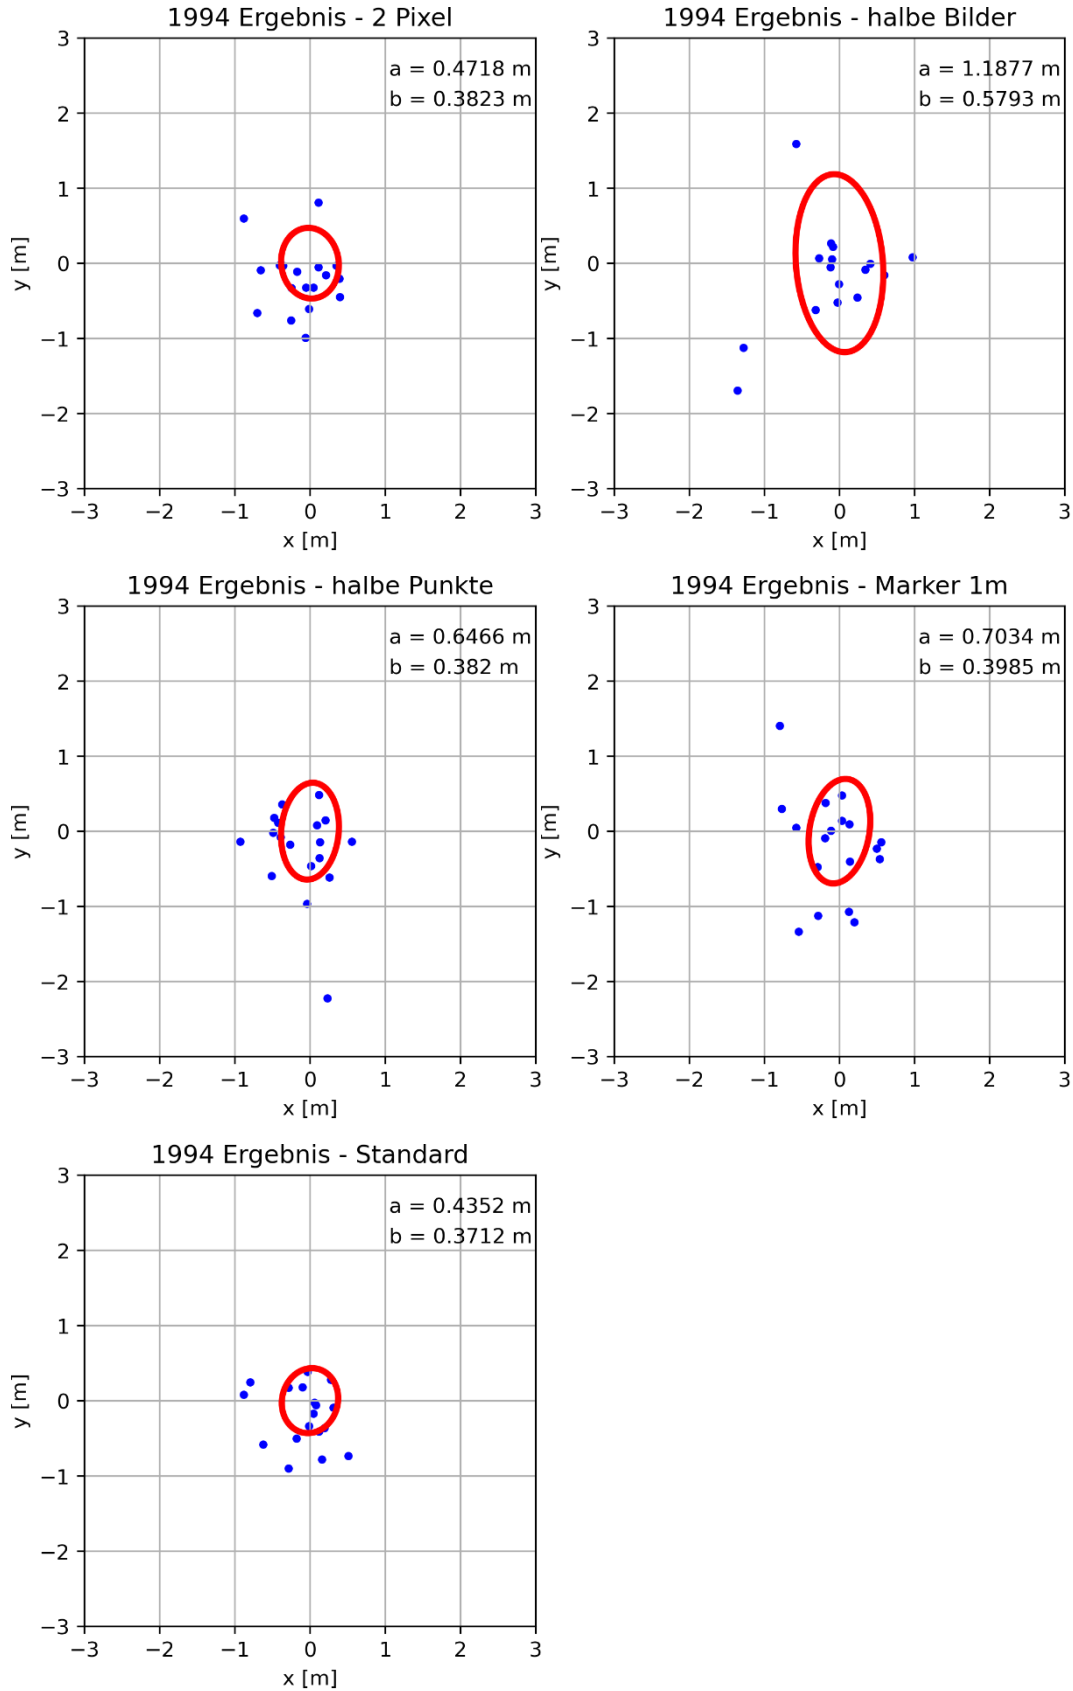 1994 Ergebnis - 2 Pixel
a = 0.4718 m
b = 0.3823 m
3
2
1
0
−1
−2
−3
y [m]
−3 −2 −1 0 1 2 3
x [m]
1994 Ergebnis - halbe Bilder
a = 1.1877 m
b = 0.5793 m
3
2
1
0
−1
−2
−3
y [m]
−3 −2 −1 0 1 2 3
x [m]
1994 Ergebnis - halbe Punkte
a = 0.6466 m
b = 0.382 m
3
2
1
0
−1
−2
−3
y [m]
−3 −2 −1 0 1 2 3
x [m]
1994 Ergebnis - Marker 1m
a = 0.7034 m
b = 0.3985 m
3
2
1
0
−1
−2
−3
y [m]
−3 −2 −1 0 1 2 3
x [m]
1994 Ergebnis - Standard
a = 0.4352 m
b = 0.3712 m
3
2
1
0
−1
−2
−3
y [m]
−3 −2 −1 0 1 2 3
x [m]